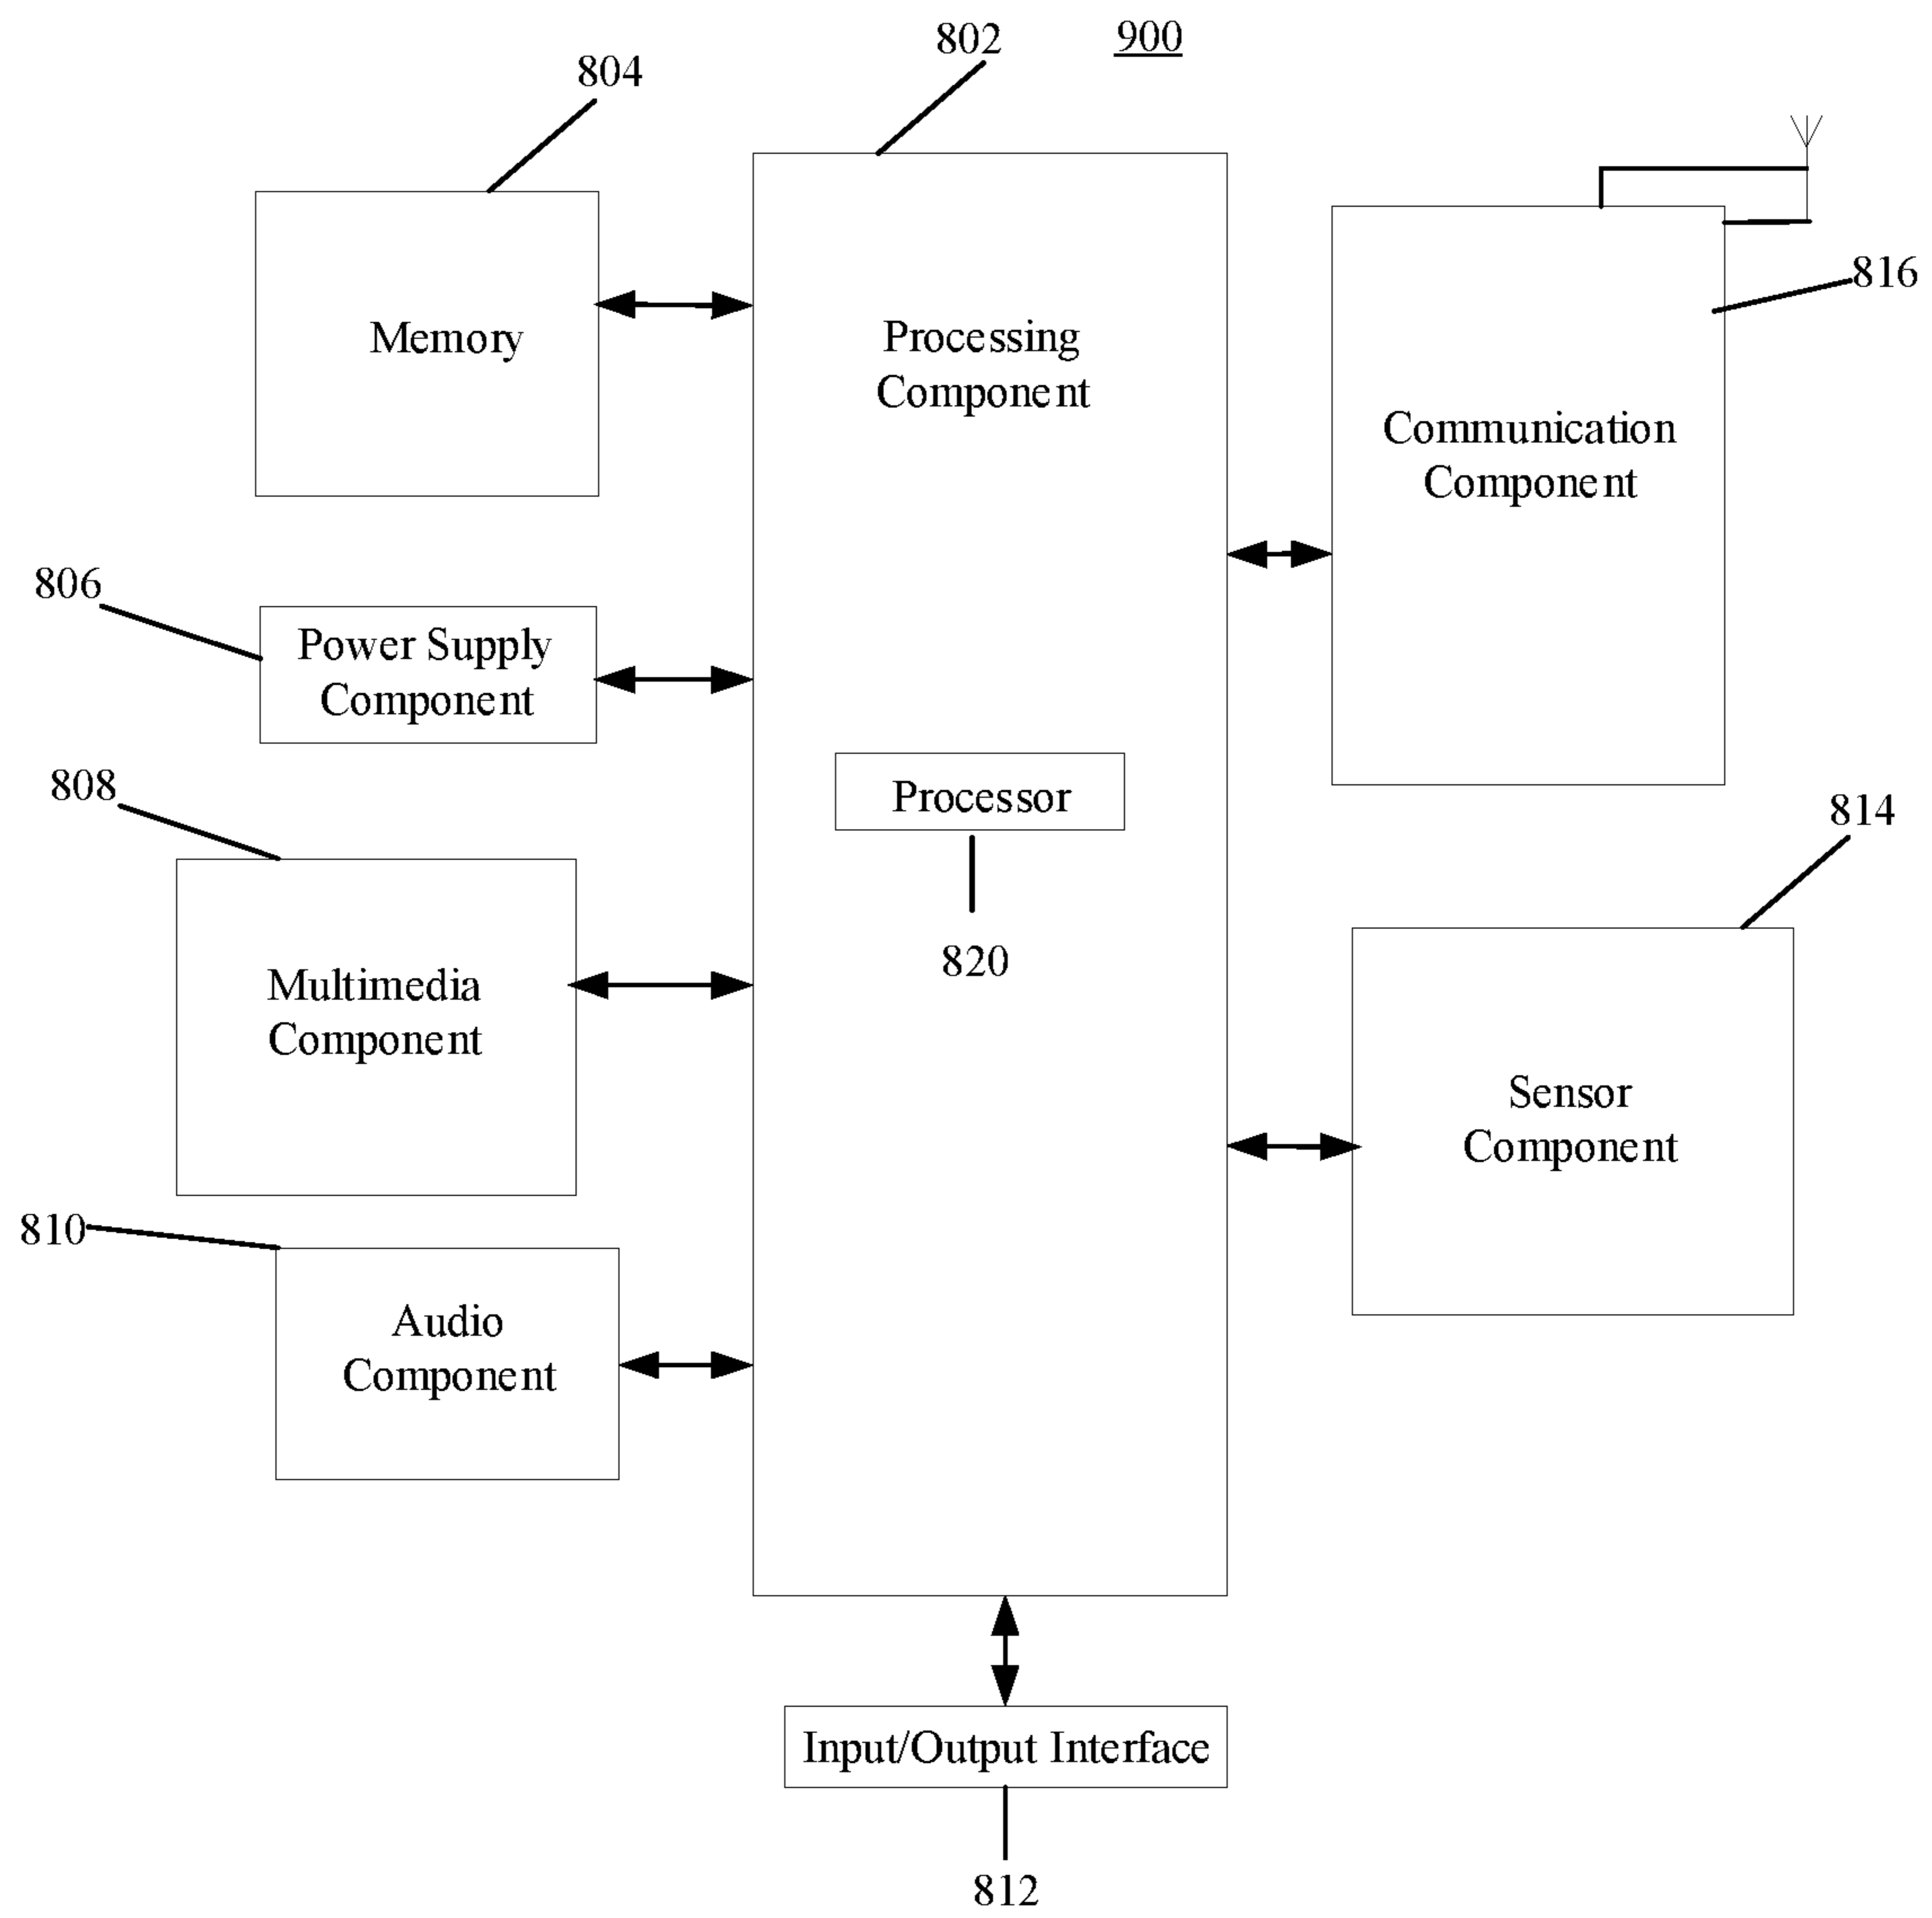 802
900
804
816
Memory
Processing
Component
Communication
Component
806
Power Supply
Component
808
Processor
814
820
Multimedia
Component
Sensor
Component
810
Audio
Component
Input/Output Interface
812